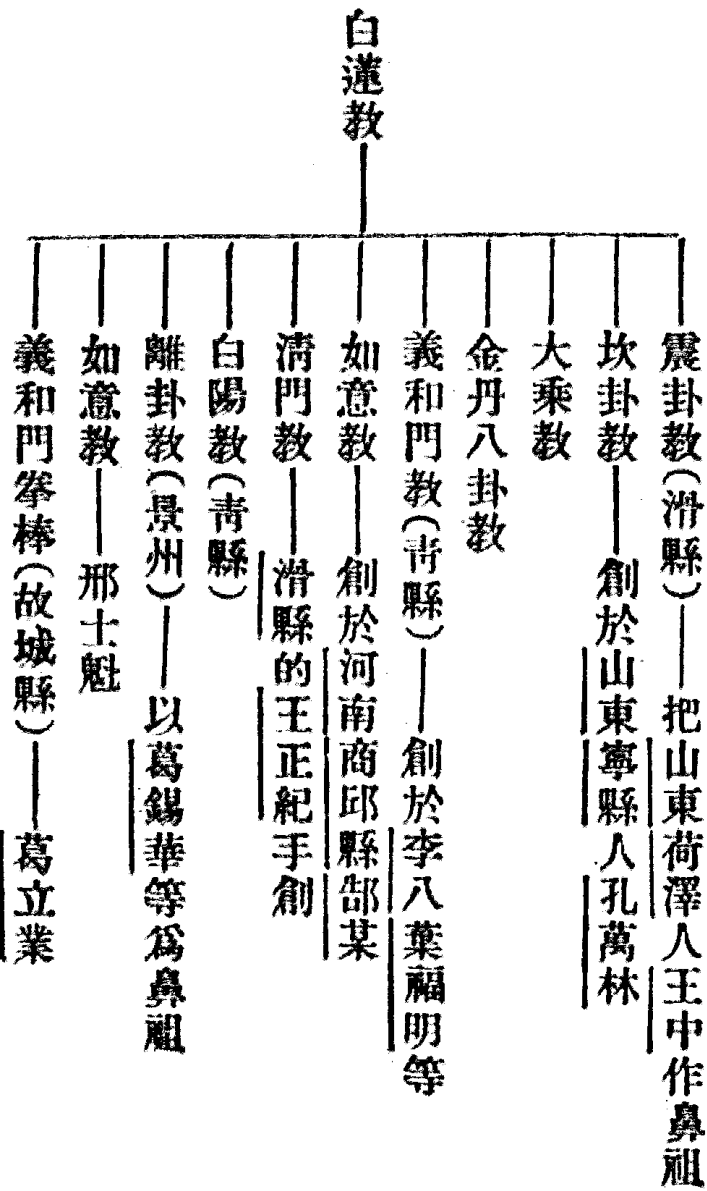 白蓮教
震卦教(滑縣)——把山東荷澤人王中作鼻祖
坎卦教——創於山東寧縣人孔萬林
大乘教
金丹八卦教
義和門教(青縣)——創於李八葉福明等
如意教——創於河南商邱縣郜某
清門教——滑縣的王正紀手創
白陽教(青縣)
離卦教(景州)——以葛錫華等爲鼻祖
如意教——邢士魁
義和門拳棒(故城縣)——葛立業